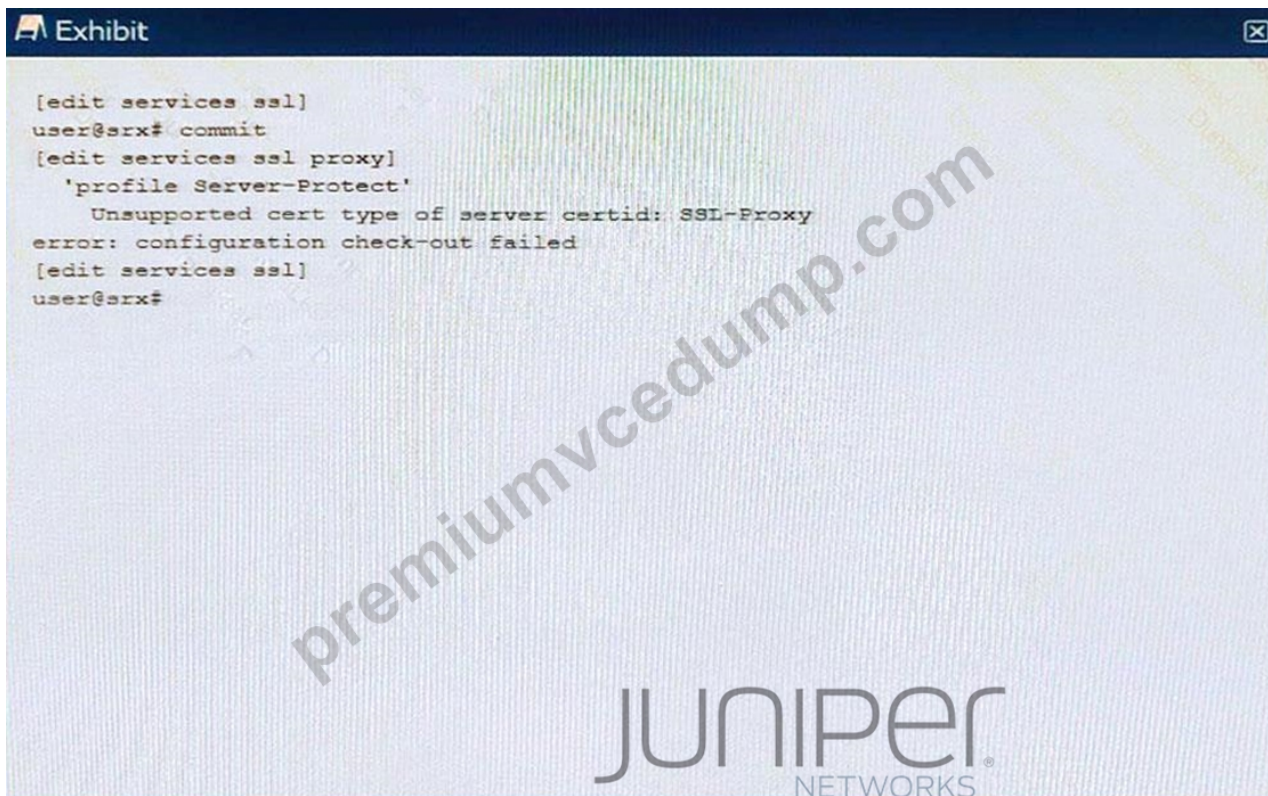 Exhibit
[edit services ssl]
user@srx# commit
[edit services ssl proxy]
'profile Server-Protect'
Unsupported cert type of server certid: SSL-Proxy
error: configuration check-out failed
[edit services ssl]
user@srx#
premiumvcedump.com
JUNIPEr
NETWORKS